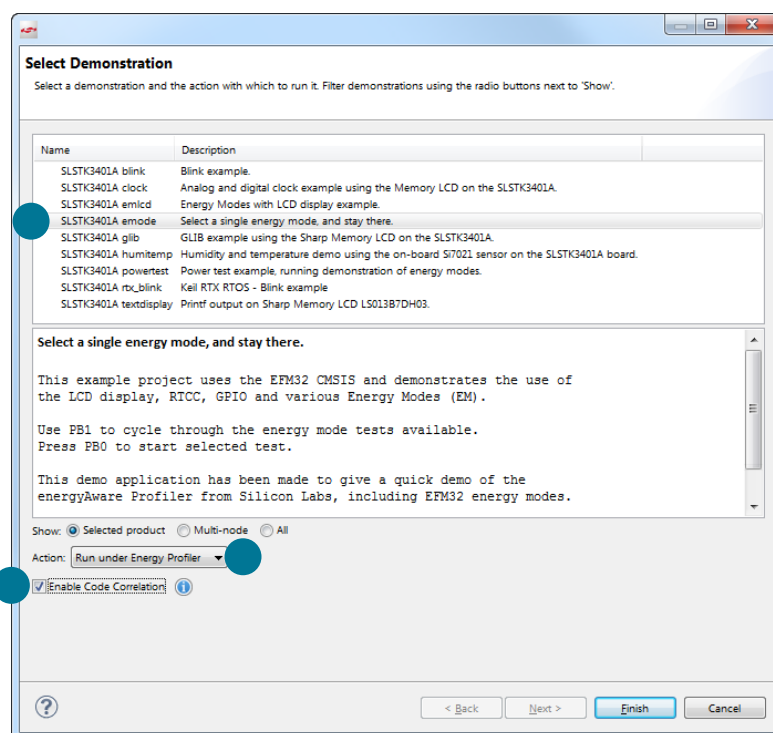 Select Demonstration
Select a demonstration and the action with which to run it. Filter demonstrations using the radio buttons next to 'Show'.
Name Description
SLSTK3401A blink Blink example.
SLSTK3401A clock Analog and digital clock example using the Memory LCD on the SLSTK3401A.
SLSTK3401A emlcd Energy Modes with LCD display example.
SLSTK3401A emode Select a single energy mode, and stay there.
SLSTK3401A glib GLIB example using the Sharp Memory LCD on the SLSTK3401A.
SLSTK3401A humitemp Humidity and temperature demo using the on-board Si7021 sensor on the SLSTK3401A board.
SLSTK3401A powertest Power test example, running demonstration of energy modes.
SLSTK3401A rtx_blink Keil RTX RTOS - Blink example
SLSTK3401A textdisplay Printf output on Sharp Memory LCD LS013B7DH03.
Select a single energy mode, and stay there.
This example project uses the EFM32 CMSIS and demonstrates the use of
the LCD display, RTCC, GPIO and various Energy Modes (EM).
Use PB1 to cycle through the energy mode tests available.
Press PB0 to start selected test.
This demo application has been made to give a quick demo of the
energyAware Profiler from Silicon Labs, including EFM32 energy modes.
Show: Selected product Multi-node All
Action: Run under Energy Profiler
Enable Code Correlation
< Back Next > Finish Cancel